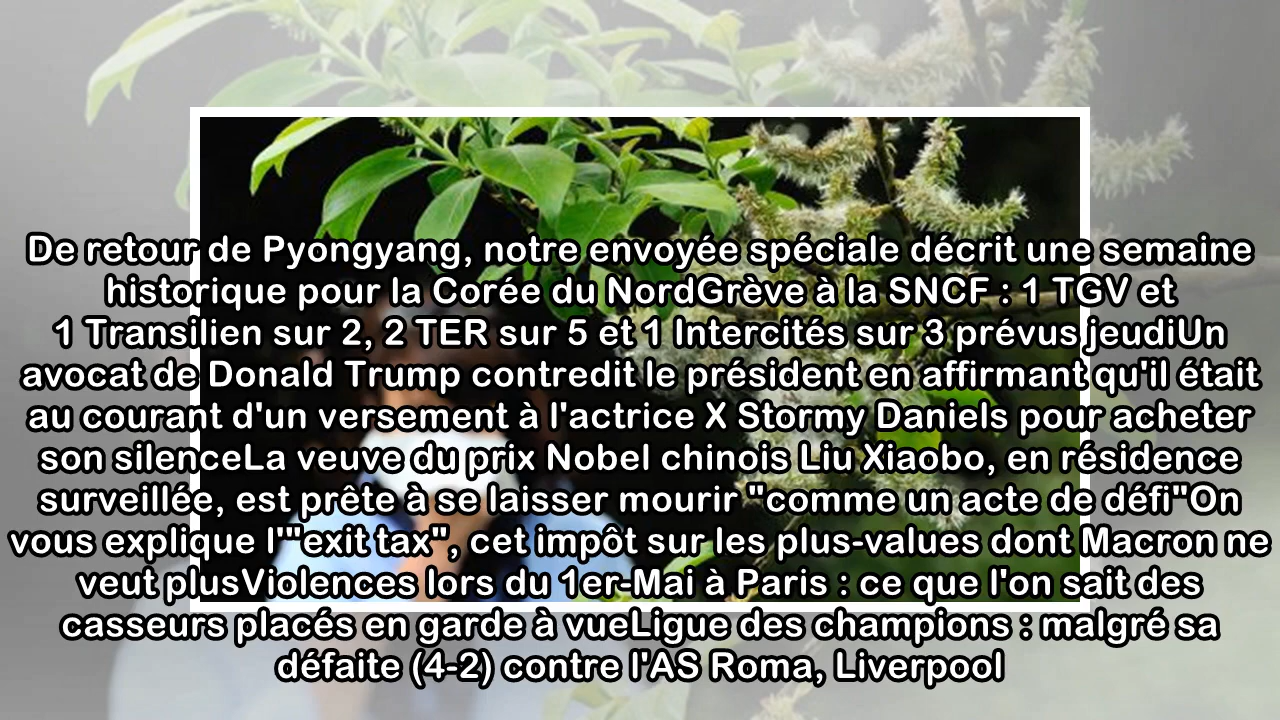 De retour de Pyongyang, notre envoyée spéciale décrit une semaine
historique pour la Corée du NordGrève à la SNCF : 1 TGV et
1 Transilien sur 2, 2 TER sur 5 et 1 Intercités sur 3 prévus jeudiUn
avocat de Donald Trump contredit le président en affirmant qu'il était
au courant d'un versement à l'actrice X Stormy Daniels pour acheter
son silenceLa veuve du prix Nobel chinois Liu Xiaobo, en résidence
surveillée, est prête à se laisser mourir "comme un acte de défi"On
vous explique l'"exit tax", cet impôt sur les plus-values dont Macron ne
veut plusViolences lors du 1er-Mai à Paris : ce que l'on sait des
casseurs placés en garde à vueLigue des champions : malgré sa
défaite (4-2) contre l'AS Roma, Liverpool